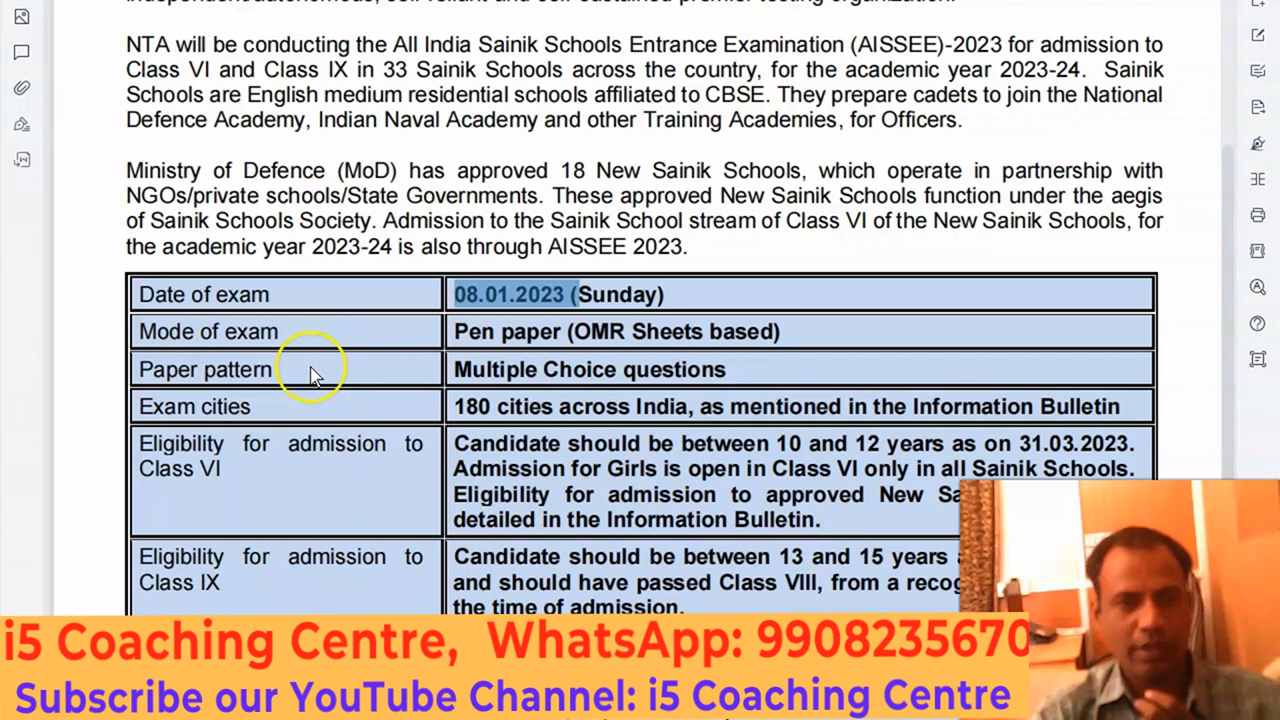 NTA will be conducting the All India Sainik Schools Entrance Examination (AISSEE)-2023 for admission to
Class VI and Class IX in 33 Sainik Schools across the country, for the academic year 2023-24. Sainik
Schools are English medium residential schools affiliated to CBSE. They prepare cadets to join the National
Defence Academy, Indian Naval Academy and other Training Academies, for Officers.
Ministry of Defence (MoD) has approved 18 New Sainik Schools, which operate in partnership with
NGOs/private schools/State Governments. These approved New Sainik Schools function under the aegis
of Sainik Schools Society. Admission to the Sainik School stream of Class VI of the New Sainik Schools, for
the academic year 2023-24 is also through AISSEE 2023.
Date of exam 08.01.2023 (Sunday)
Mode of exam Pen paper (OMR Sheets based)
Paper pattern Multiple Choice questions
Exam cities 180 cities across India, as mentioned in the Information Bulletin
Eligibility for admission to Candidate should be between 10 and 12 years as on 31.03.2023.
Class VI Admission for Girls is open in Class VI only in all Sainik Schools.
Eligibility for admission to approved New
detailed in the Information Bulletin.
Eligibility for admission to Candidate should be between 13 and 15 years
Class IX and should have passed Class VIII, from a
the time of admission.
i5 Coaching Centre, WhatsApp: 9908235670
Subscribe our YouTube Channel: i5 Coaching Centre